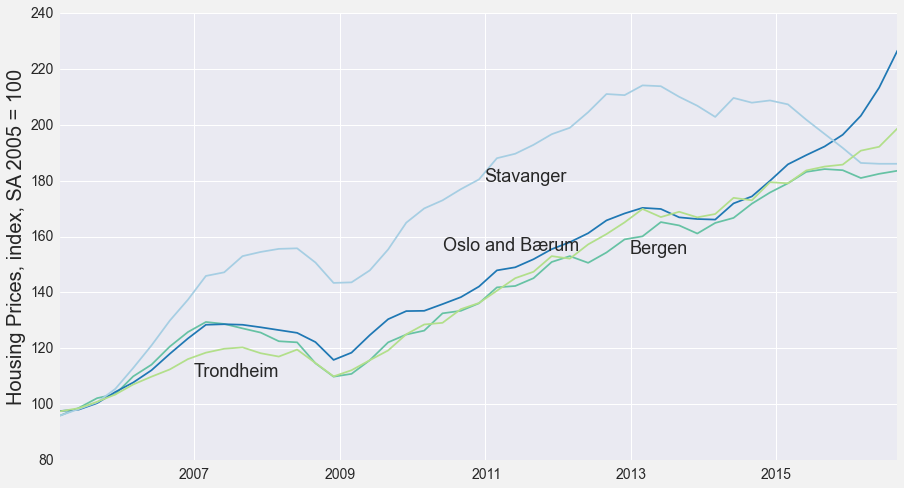 Housing Prices, index, SA 2005 = 100
240
220
200
180
160
140
120
100
80
Stavanger
Oslo and Bærum
Bergen
Trondheim
2007
2009
2011
2013
2015